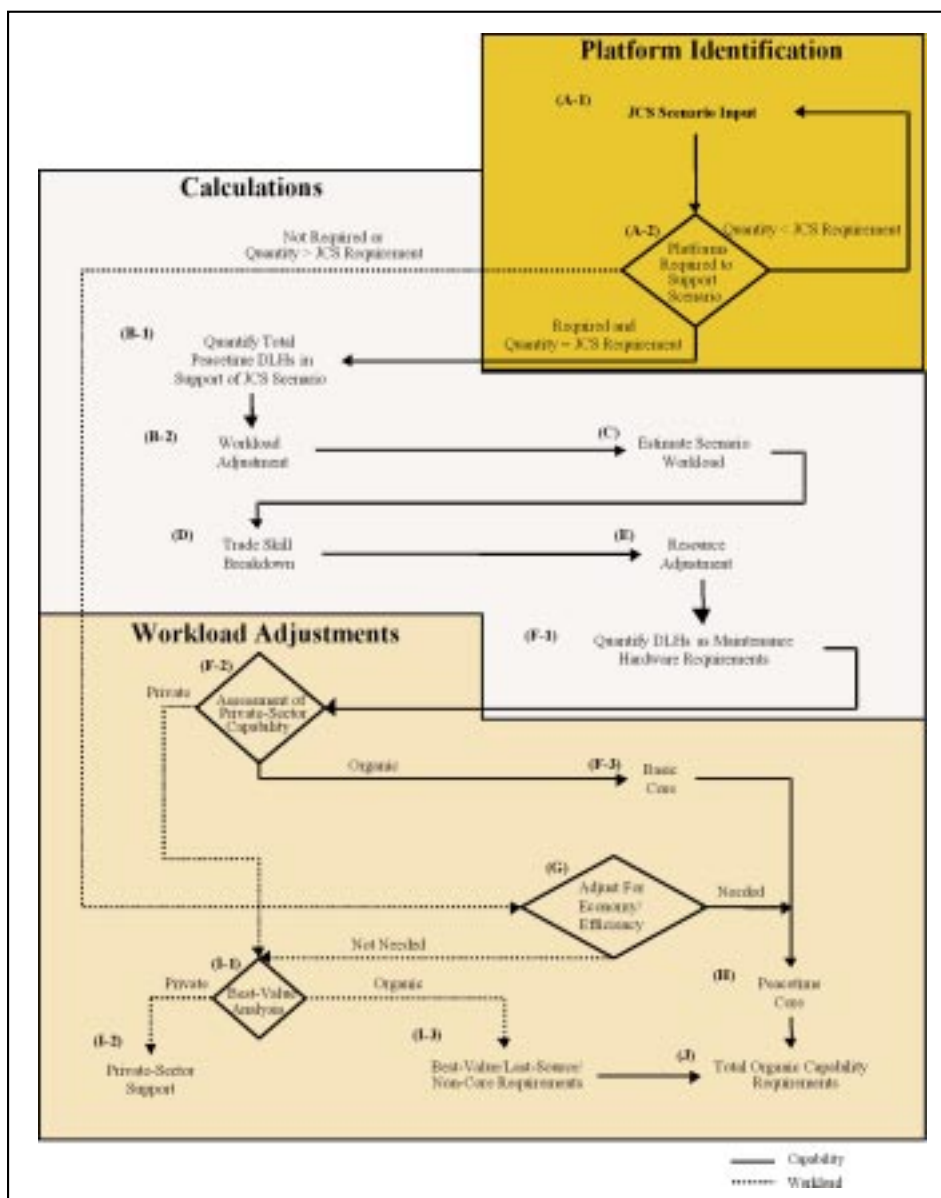 Platform Identification
(A-1)
JCS Scenario Input
Calculations
(A-2)
Quantity < JCS Requirement
Platforms
Required to
Support
Scenario
Not Required or
Quantity > JCS Requirement
Required and
Quantity = JCS Requirement
(B-1)
Quantify Total
Peacetime DLHs in
Support of JCS Scenario
(B-2)
Workload
Adjustment
(C)
Estimate Scenario
Workload
(D)
Trade Skill
Breakdown
(E)
Resource
Adjustment
(F-1)
Quantify DLHs as Maintenance
Hardware Requirements
Workload Adjustments
(F-2)
Private
Assessment of
Private-Sector
Capability
Organic
(F-3)
Basic
Core
(G)
Adjust For
Economy/
Efficiency
Needed
Not Needed
(I-1)
Private
Best-Value
Analysis
Organic
(H)
Peacetime
Core
(I-2)
Private-Sector
Support
(I-3)
Best-Value/Last-Source/
Non-Core Requirements
(J)
Total Organic Capability
Requirements
Capability
Workload